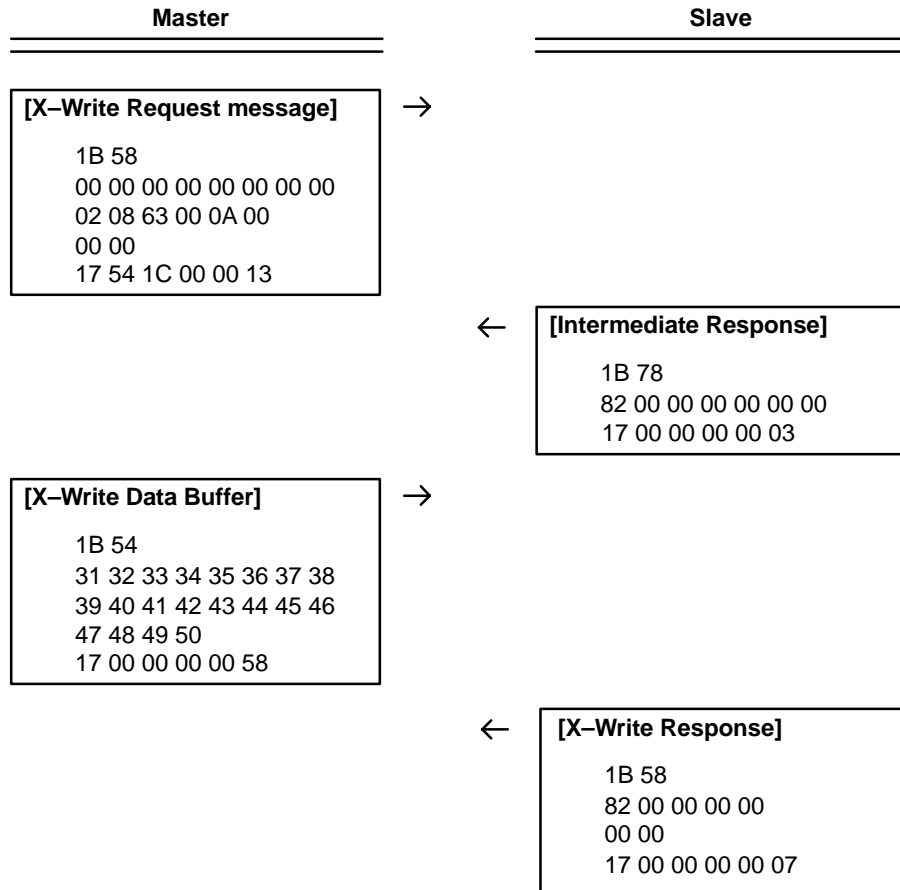 Master
Slave
[X–Write Request message]
→
1B 58
00 00 00 00 00 00 00 00
02 08 63 00 0A 00
00 00
17 54 1C 00 00 13
←
[Intermediate Response]
1B 78
82 00 00 00 00 00 00
17 00 00 00 00 03
[X–Write Data Buffer]
→
1B 54
31 32 33 34 35 36 37 38
39 40 41 42 43 44 45 46
47 48 49 50
17 00 00 00 00 58
←
[X–Write Response]
1B 58
82 00 00 00 00
00 00
17 00 00 00 00 07